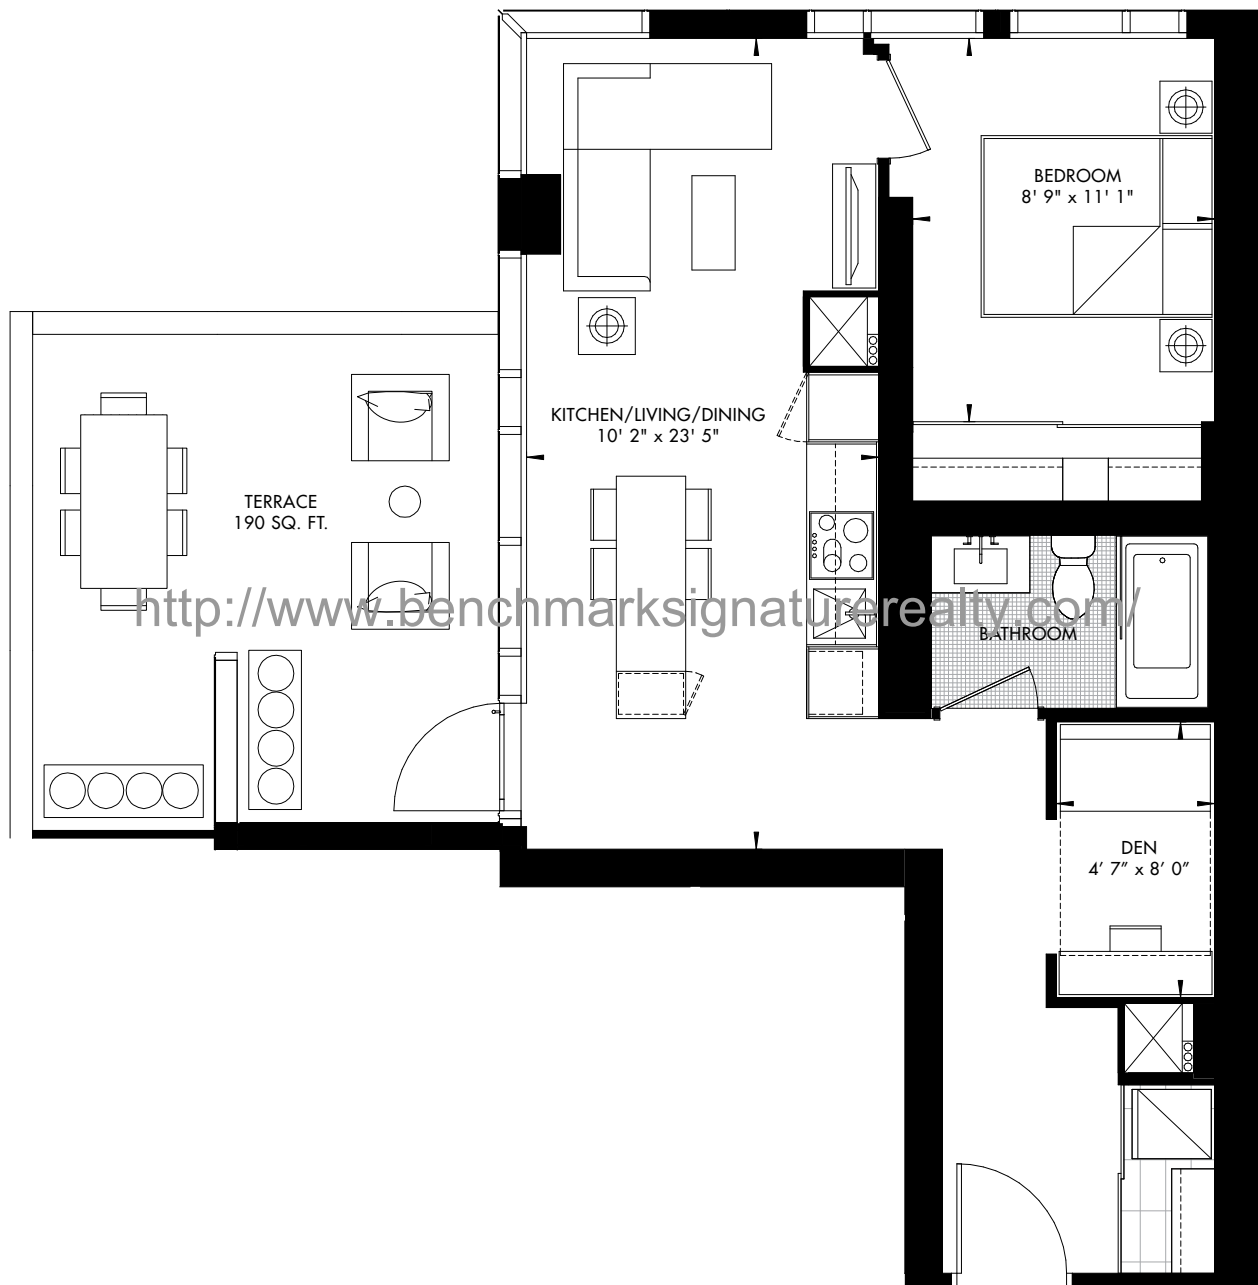 BEDROOM
8' 9" x 11' 1"
KITCHEN/LIVING/DINING
10' 2" x 23' 5"
TERRACE
190 SQ. FT.
http://www.benchmarksignaturerealty.com/
BATHROOM
DEN
4’ 7” x 8’ 0”